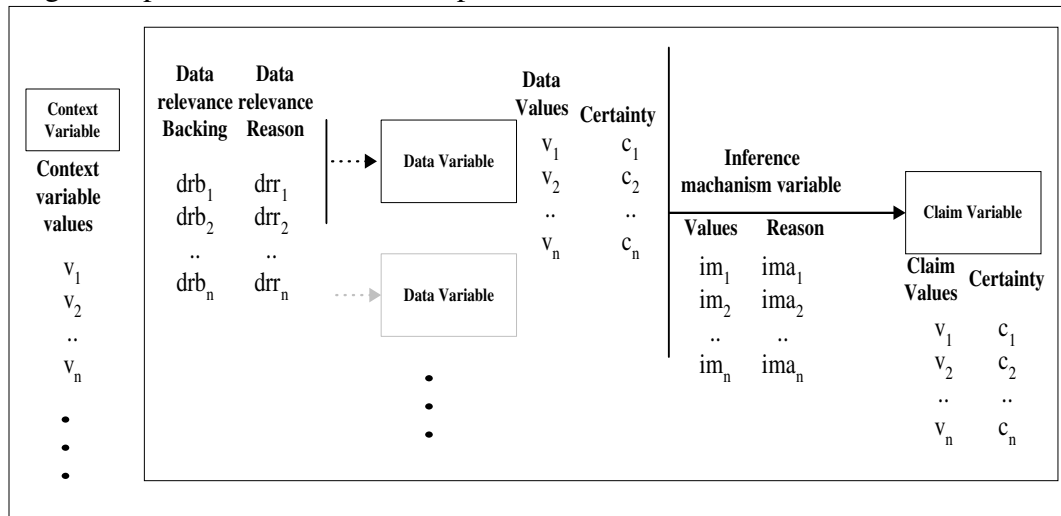 Context
Variable
Context
variable
values
v1
v2
..
vn
Data
relevance
Backing
drb1
drb2
..
drbn
Data
relevance
Reason
drr1
drr2
..
drrn
Data Variable
Data Variable
Data
Values
v1
v2
..
vn
Certainty
c1
c2
..
cn
Inference
machanism variable
Values
im1
im2
..
imn
Reason
ima1
ima2
..
iman
Claim Variable
Claim
Values
v1
v2
..
vn
Certainty
c1
c2
..
cn